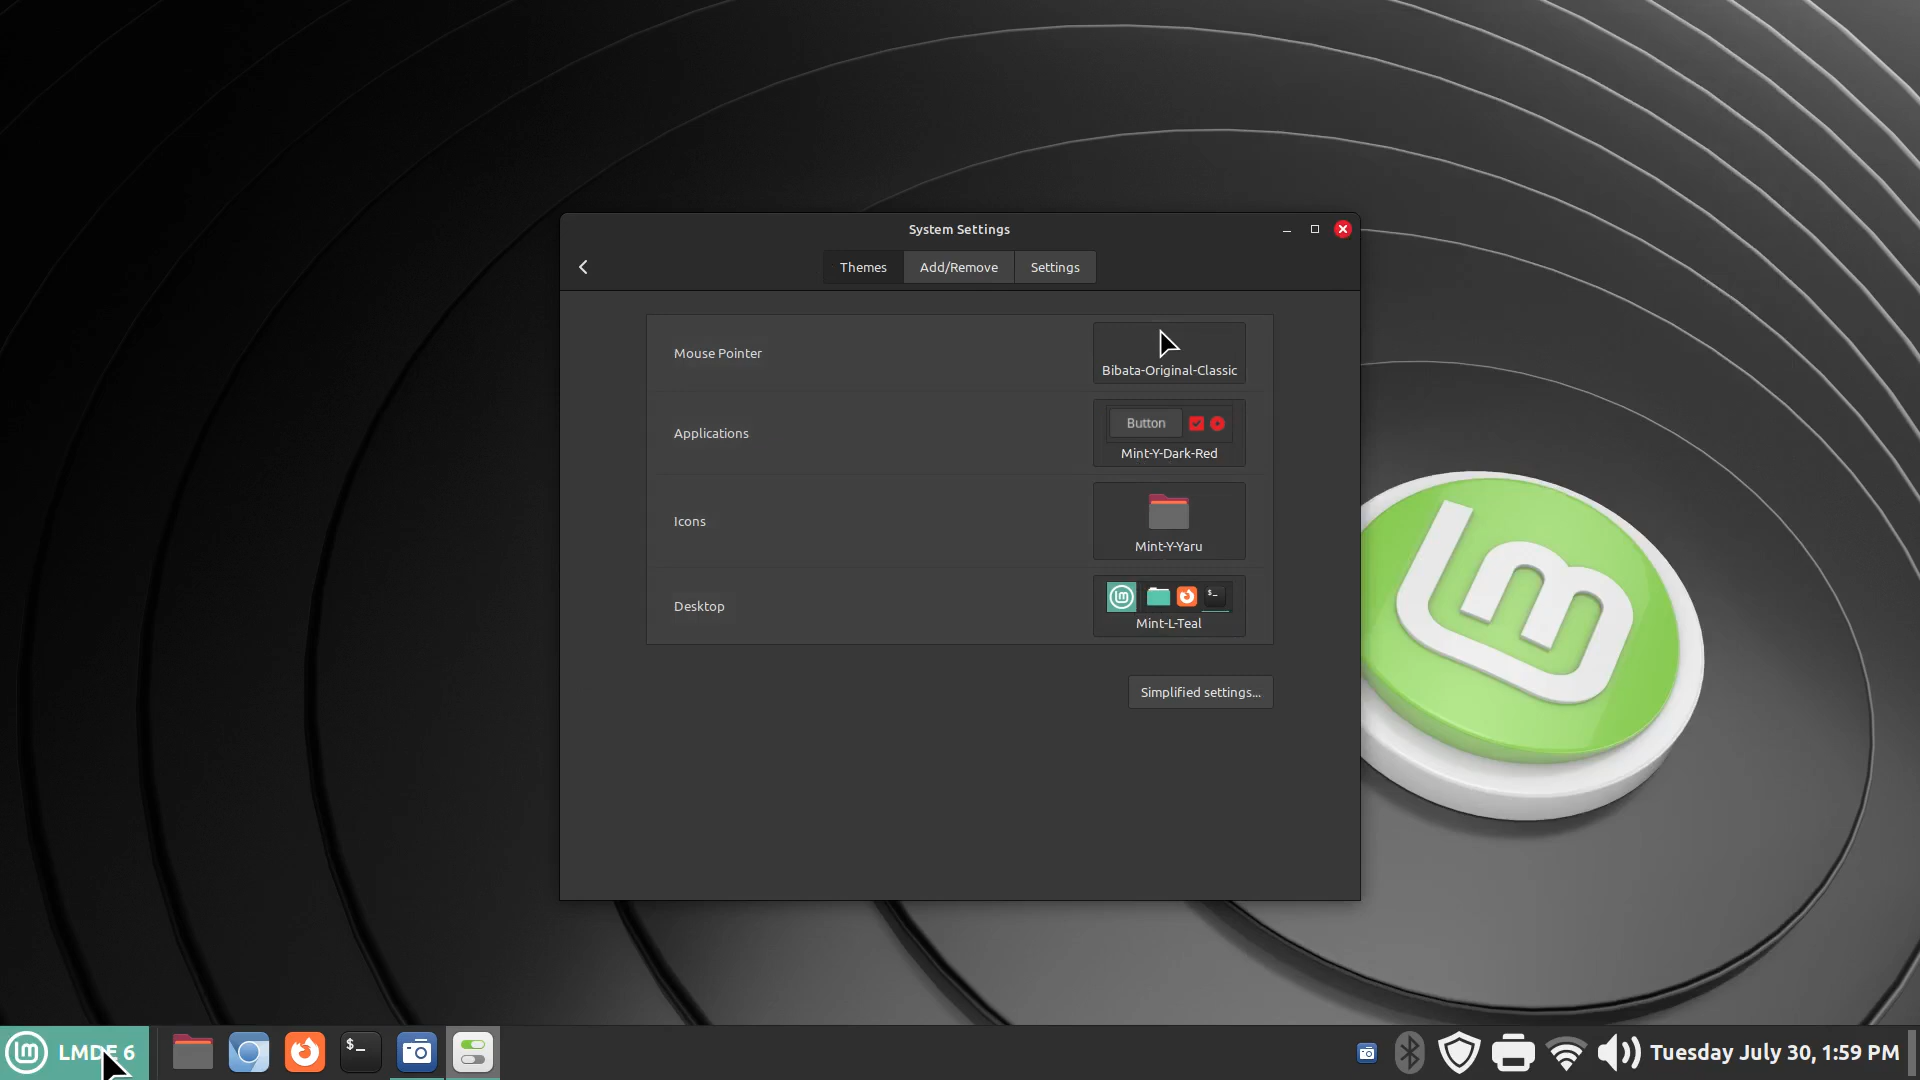 System Settings
Themes
Add/Remove
Settings
Mouse Pointer
Bibata-Original-Classic
Applications
Button
Mint-Y-Dark-Red
Icons
Mint-Y-Yaru
Desktop
$_
Mint-L-Teal
Simplified settings...
LMDE 6
$_
Tuesday July 30, 1:59 PM